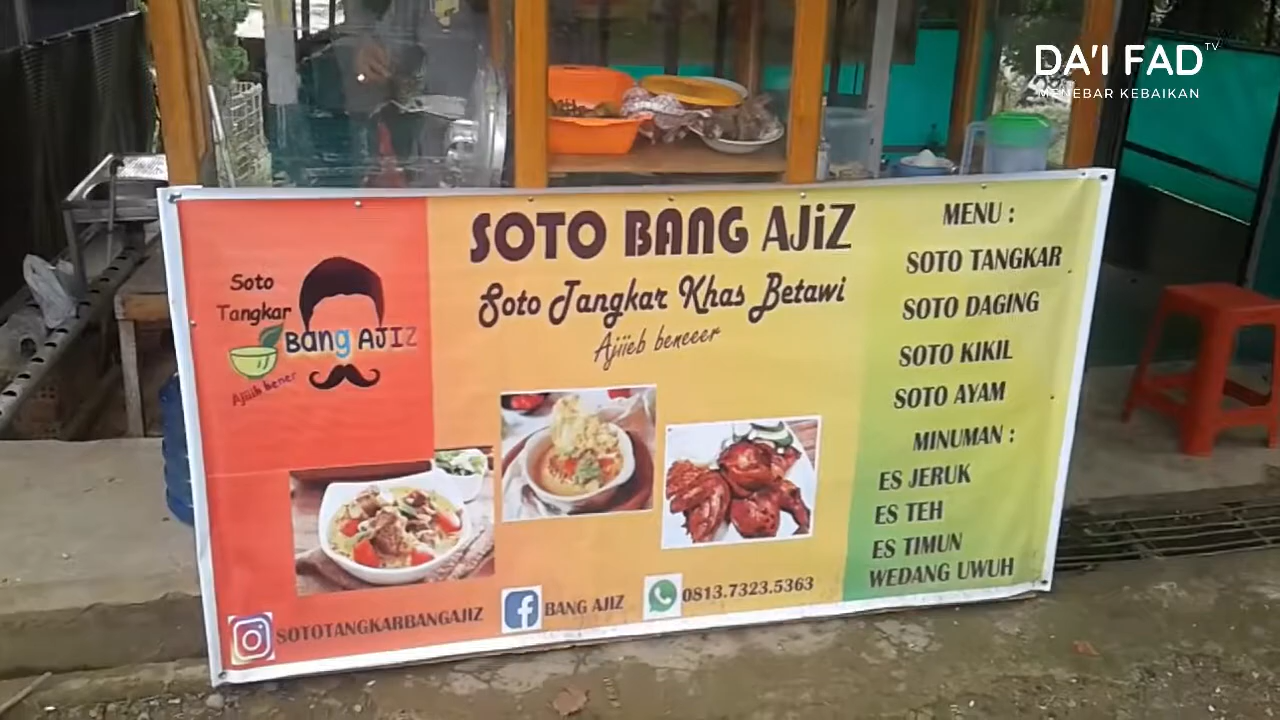 DA'I FAD TV
MENEBAR KEBAIKAN
Soto
Tangkar
Bang AJIZ
Ajiiib bener
SOTO BANG AJiZ
Soto Tangkar Khas Betawi
Ajiieb beneeer
MENU :
SOTO TANGKAR
SOTO DAGING
SOTO KIKIL
SOTO AYAM
MINUMAN :
ES JERUK
ES TEH
ES TIMUN
WEDANG UWUH
SOTOTANGKARBANGAJIZ
BANG AJIZ
0813.7323.5363